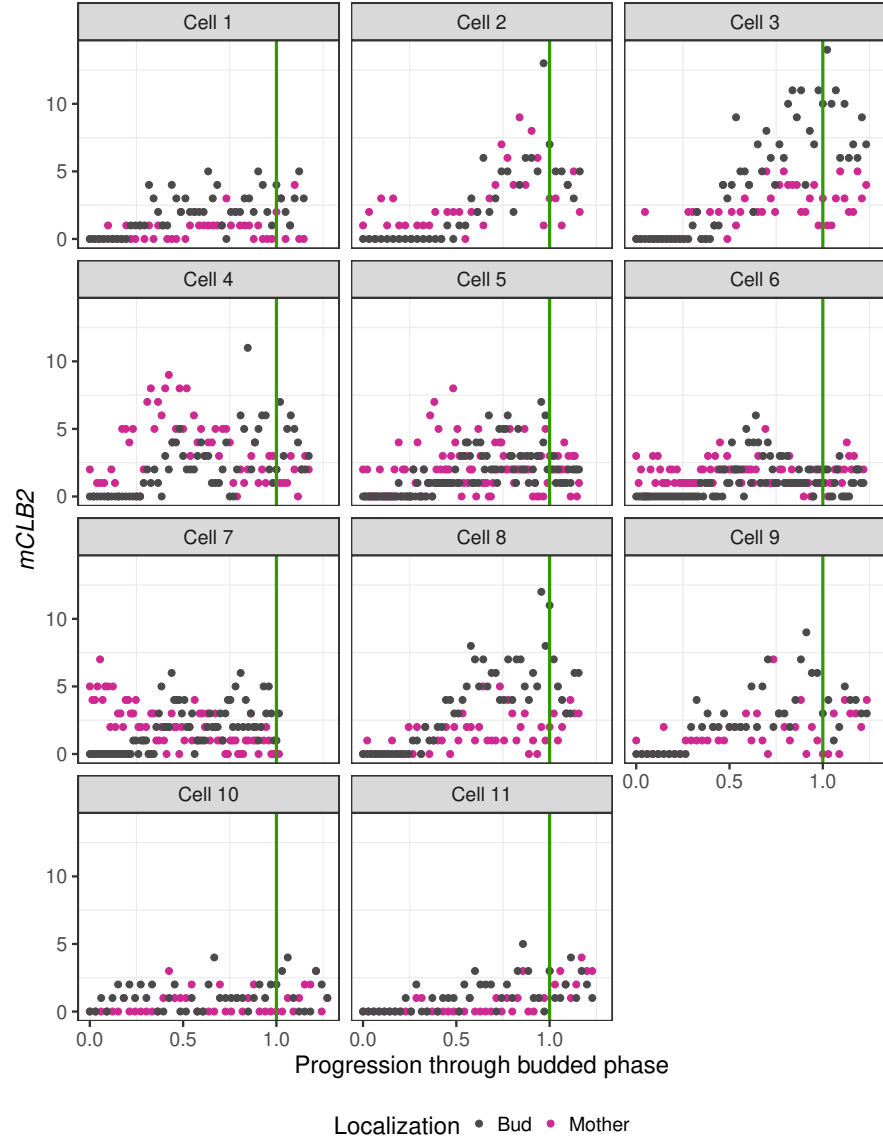 Cell 1 Cell 2 Cell 3
10
5
0
Cell 4 Cell 5 Cell 6
10
5
0
mCLB2
Cell 7 Cell 8 Cell 9
10
5
0
0.0 0.5 1.0
Cell 10 Cell 11
10
5
0
0.0 0.5 1.0 0.0 0.5 1.0
Progression through budded phase
Localization Bud Mother